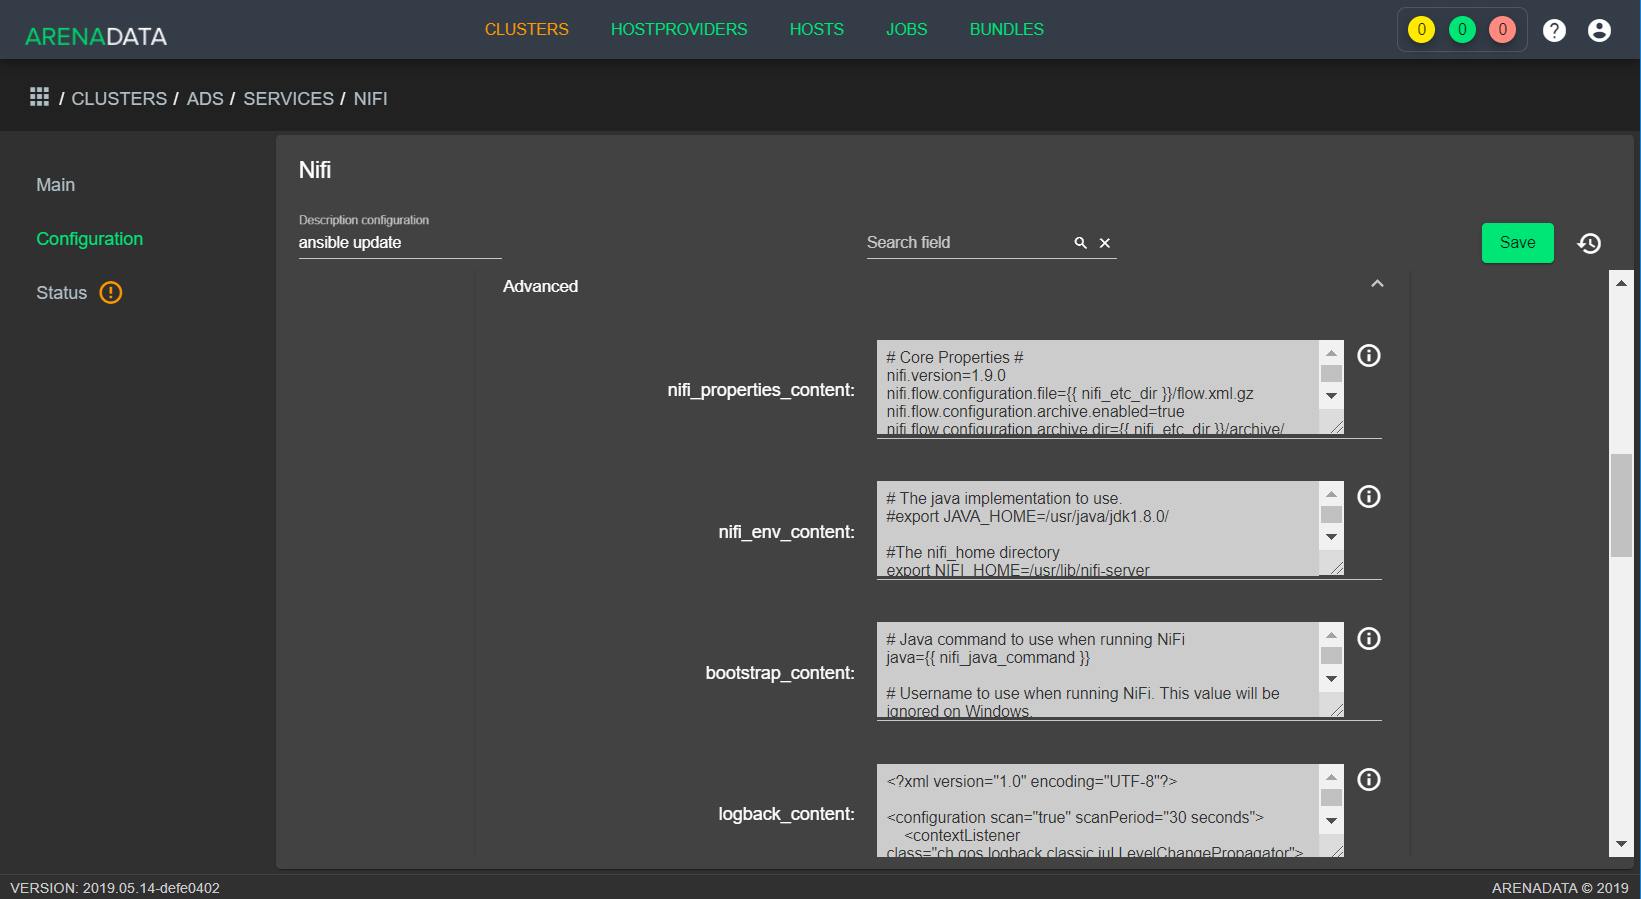 ARENADATA
CLUSTERS HOSTPROVIDERS HOSTS JOBS BUNDLES
0 0 0 ?
/ CLUSTERS / ADS / SERVICES / NIFI
Main
Configuration
Status
Nifi
Description configuration
ansible update
Search field
Save
Advanced
nifi_properties_content:
# Core Properties #
nifi.version=1.9.0
nifi.flow.configuration.file={{ nifi_etc_dir }}/flow.xml.gz
nifi.flow.configuration.archive.enabled=true
nifi.flow.configuration.archive.dir={{ nifi_etc_dir }}/archive/
nifi_env_content:
# The java implementation to use.
#export JAVA_HOME=/usr/java/jdk1.8.0/
#The nifi_home directory
export NIFI_HOME=/usr/lib/nifi-server
bootstrap_content:
# Java command to use when running NiFi
java={{ nifi_java_command }}
# Username to use when running NiFi. This value will be
ignored on Windows.
logback_content:
<?xml version="1.0" encoding="UTF-8"?>
<configuration scan="true" scanPeriod="30 seconds">
<contextListener
class="ch.qos.logback.classic.jul.LevelChangePropagator">
VERSION: 2019.05.14-defe0402
ARENADATA © 2019